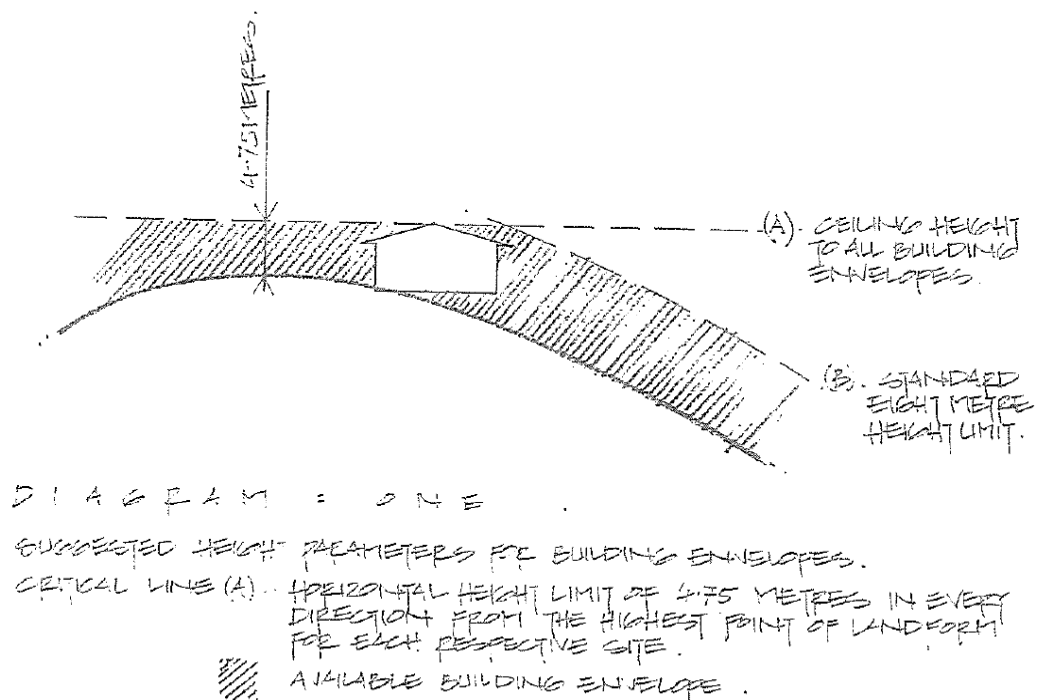 4.75 METRES.
(A). CEILING HEIGHT
TO ALL BUILDING
ENVELOPES.
(B). STANDARD
EIGHT METRE
HEIGHT LIMIT.
DIAGRAM : ONE .
SUGGESTED HEIGHT PARAMETERS FOR BUILDING ENVELOPES.
CRITICAL LINE (A).. HORIZONTAL HEIGHT LIMIT OF 4.75 METRES IN EVERY
DIRECTION FROM THE HIGHEST POINT OF LANDFORM
FOR EACH RESPECTIVE SITE.
AVAILABLE BUILDING ENVELOPE .